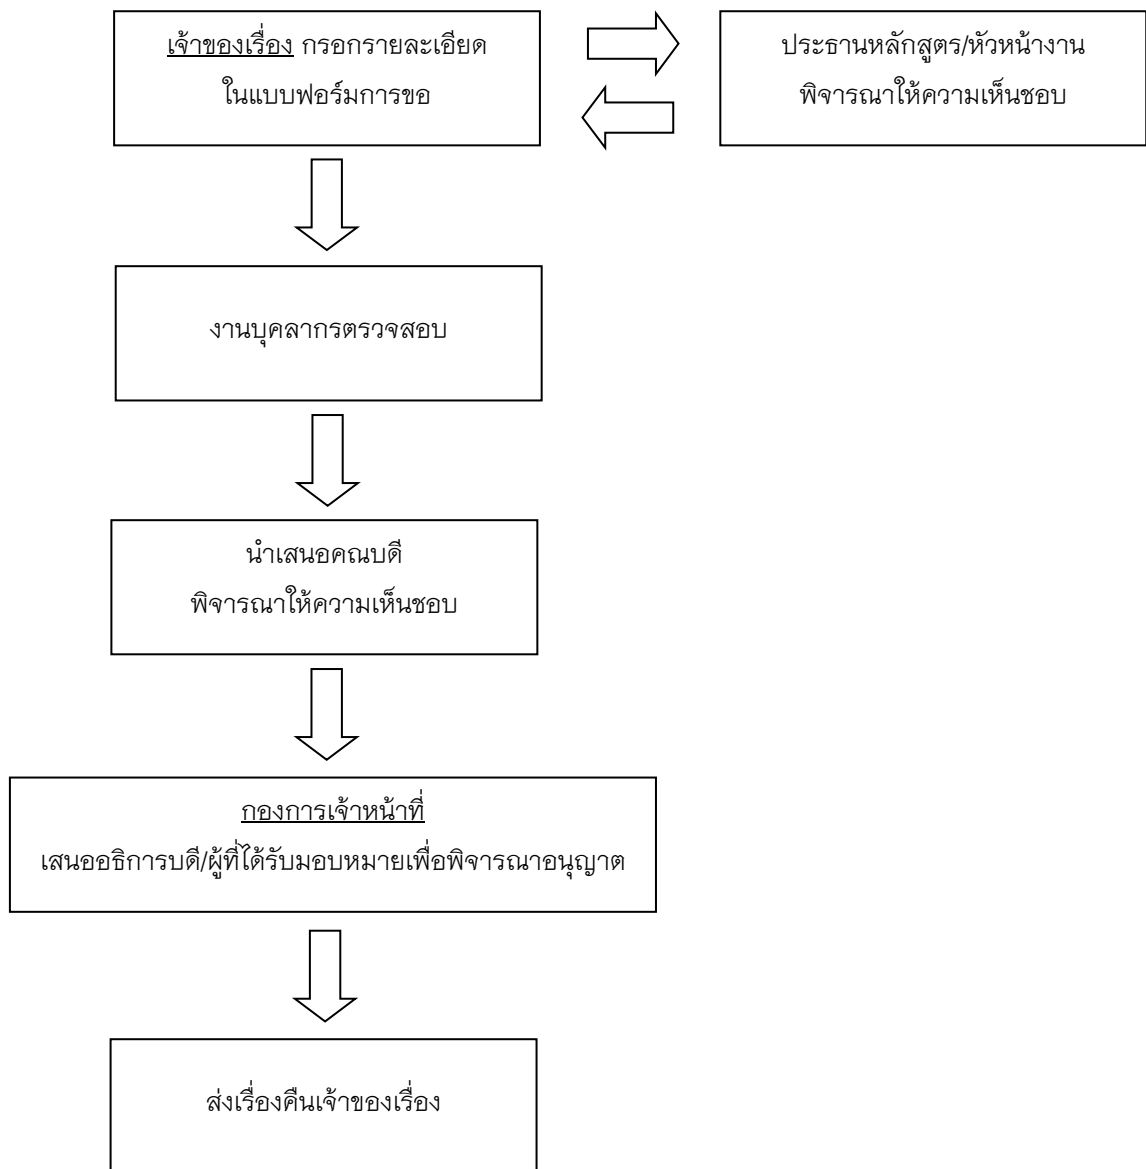 เจ้าของเรื่อง กรอกรายละเอียด
ในแบบฟอร์มการขอ
ประธานหลักสูตร/หัวหน้างาน
พิจารณาให้ความเห็นชอบ
งานบุคลากรตรวจสอบ
นำเสนอคณบดี
พิจารณาให้ความเห็นชอบ
กองการเจ้าหน้าที่
เสนออธิการบดี/ผู้ที่ได้รับมอบหมายเพื่อพิจารณาอนุญาต
ส่งเรื่องคืนเจ้าของเรื่อง